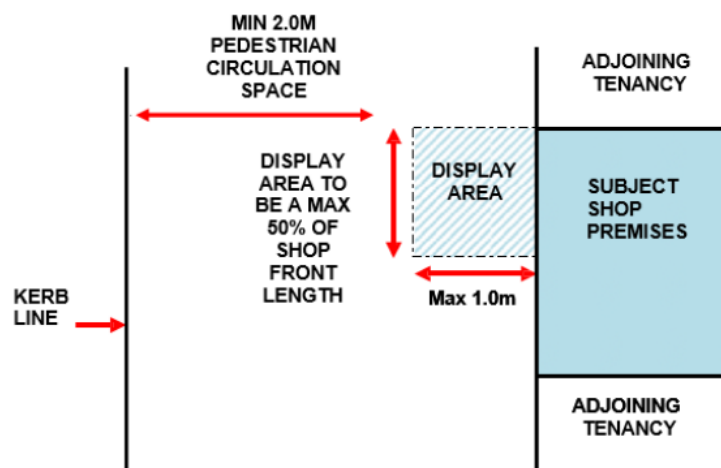 MIN 2.0M
PEDESTRIAN
CIRCULATION
SPACE
ADJOINING
TENANCY
DISPLAY
AREA TO
BE A MAX
50% OF
SHOP
FRONT
LENGTH
DISPLAY
AREA
SUBJECT
SHOP
PREMISES
Max 1.0m
KERB
LINE
ADJOINING
TENANCY